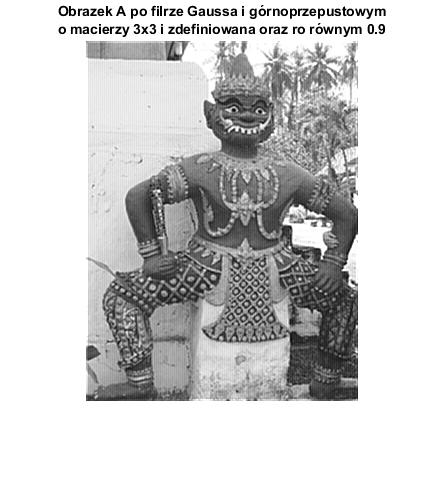 Obrazek A po filrze Gaussa i górnoprzepustowym
o macierzy 3x3 i zdefiniowana oraz ro równym 0.9